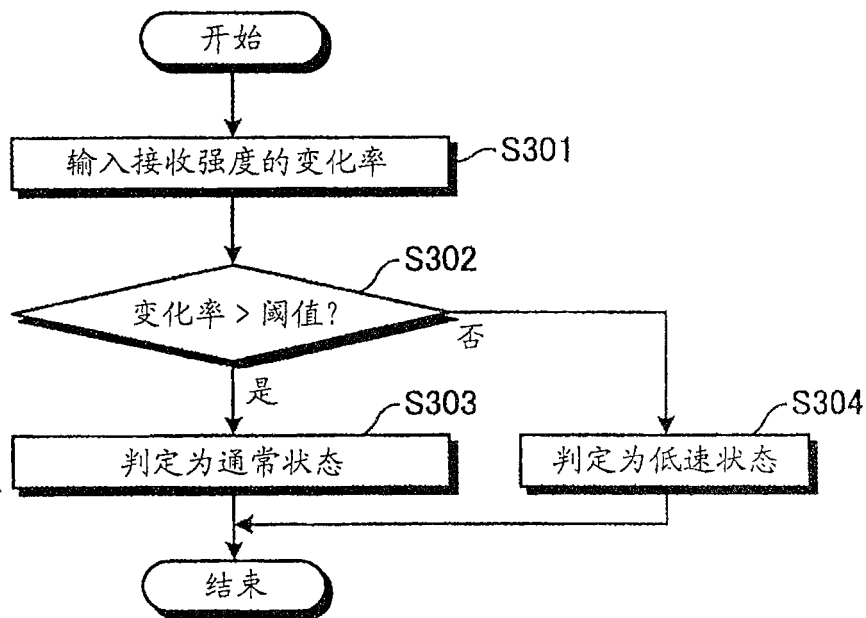 开始
输入接收强度的变化率
S301
S302
变化率 > 阈值?
否
是
S303
判定为通常状态
S304
判定为低速状态
结束